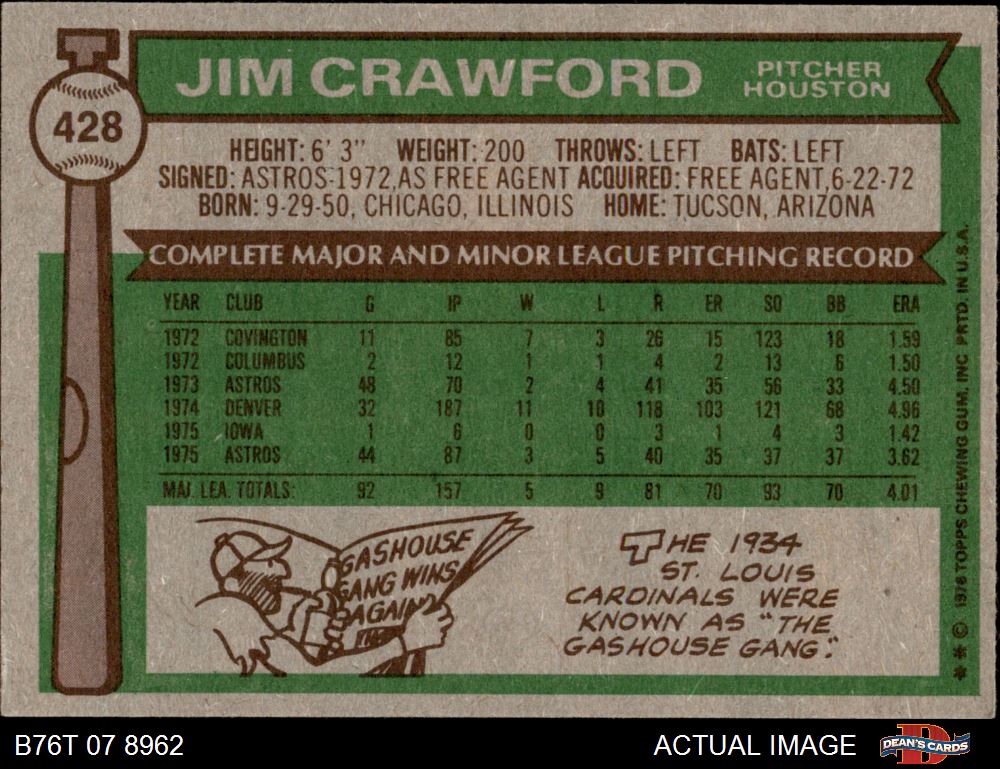 428
JIM CRAWFORD
PITCHER
HOUSTON
HEIGHT: 6' 3" WEIGHT: 200 THROWS: LEFT BATS: LEFT
SIGNED: ASTROS-1972, AS FREE AGENT ACQUIRED: FREE AGENT, 6-22-72
BORN: 9-29-50, CHICAGO, ILLINOIS HOME: TUCSON, ARIZONA
COMPLETE MAJOR AND MINOR LEAGUE PITCHING RECORD
YEAR CLUB G IP W L R ER SO BB ERA
1972 COVINGTON 11 85 7 3 26 15 123 18 1.59
1972 COLUMBUS 2 12 1 1 4 2 13 6 1.50
1973 ASTROS 48 70 2 4 41 35 56 33 4.50
1974 DENVER 32 187 11 10 118 103 121 68 4.96
1975 IOWA 1 6 0 0 3 1 4 3 1.42
1975 ASTROS 44 87 3 5 40 35 37 37 3.62
MAJ. LEA. TOTALS: 92 157 5 9 81 70 93 70 4.01
GASHOUSE
GANG WINS
AGAIN
THE 1934
ST. LOUIS
CARDINALS WERE
KNOWN AS "THE
GASHOUSE GANG."
** © 1976 TOPPS CHEWING GUM, INC. PRTD. IN U.S.A.
B76T 07 8962
ACTUAL IMAGE
DEAN'S CARDS